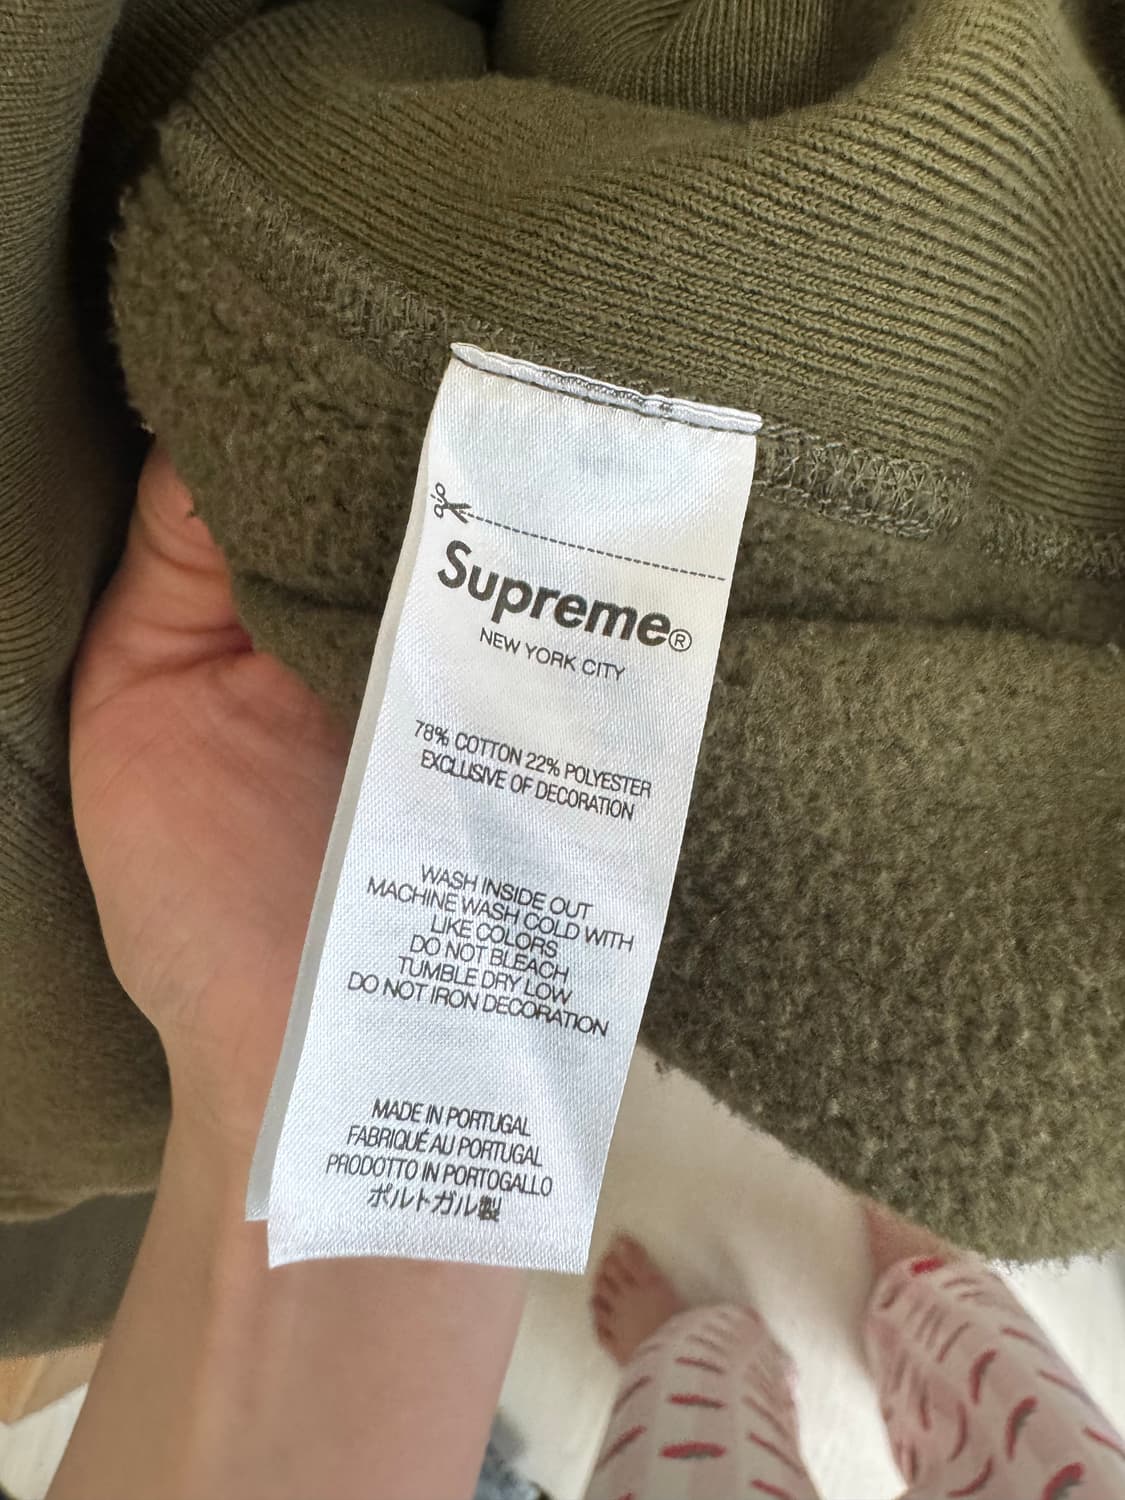 Supreme®
NEW YORK CITY
78% COTTON 22% POLYESTER
EXCLUSIVE OF DECORATION
WASH INSIDE OUT
MACHINE WASH COLD WITH
LIKE COLORS
DO NOT BLEACH
TUMBLE DRY LOW
DO NOT IRON DECORATION
MADE IN PORTUGAL
FABRIQUÉ AU PORTUGAL
PRODOTTO IN PORTOGALLO
ポルトガル製